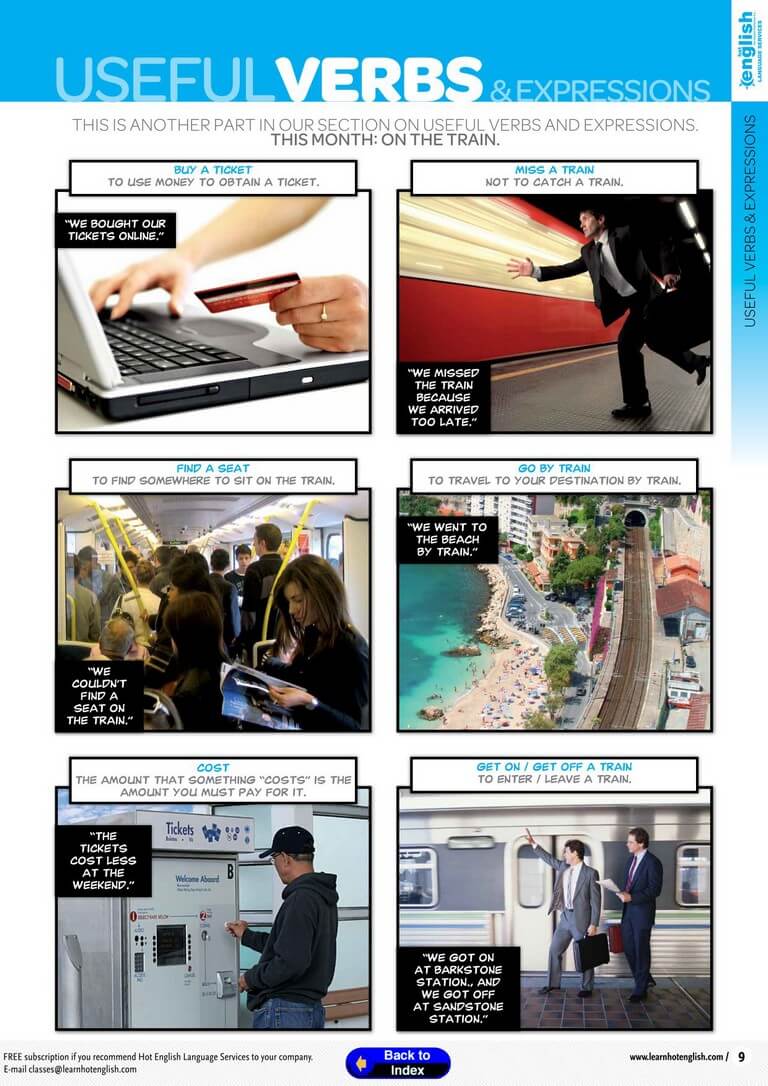 USEFUL VERBS & EXPRESSIONS
hot english
LANGUAGE SERVICES
USEFUL VERBS & EXPRESSIONS
THIS IS ANOTHER PART IN OUR SECTION ON USEFUL VERBS AND EXPRESSIONS.
THIS MONTH: ON THE TRAIN.
BUY A TICKET
TO USE MONEY TO OBTAIN A TICKET.
"WE BOUGHT OUR
TICKETS ONLINE."
MISS A TRAIN
NOT TO CATCH A TRAIN.
"WE MISSED
THE TRAIN
BECAUSE
WE ARRIVED
TOO LATE."
FIND A SEAT
TO FIND SOMEWHERE TO SIT ON THE TRAIN.
"WE
COULDN'T
FIND A
SEAT ON
THE TRAIN."
GO BY TRAIN
TO TRAVEL TO YOUR DESTINATION BY TRAIN.
"WE WENT TO
THE BEACH
BY TRAIN."
COST
THE AMOUNT THAT SOMETHING "COSTS" IS THE
AMOUNT YOU MUST PAY FOR IT.
"THE
TICKETS
COST LESS
AT THE
WEEKEND."
Tickets
Welcome Aboard
B
1
2
GET ON / GET OFF A TRAIN
TO ENTER / LEAVE A TRAIN.
"WE GOT ON
AT BARKSTONE
STATION., AND
WE GOT OFF
AT SANDSTONE
STATION."
FREE subscription if you recommend Hot English Language Services to your company.
E-mail classes@learnhotenglish.com
Back to
Index
www.learnhotenglish.com / 9